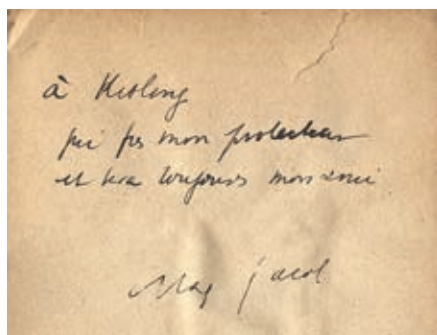 à Kisling
qui fut mon protecteur
et sera toujours mon ami
Max Jacob